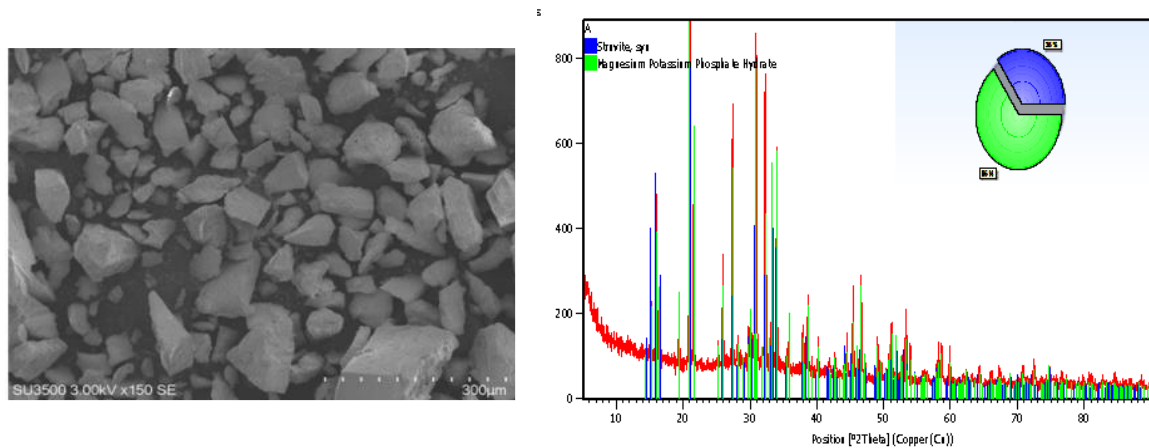 SU3500 3.00kV x150 SE
300µm
A
Struvite, syn
Magnesium Potassium Phosphate Hydrate
800
600
400
200
0
10 20 30 40 50 60 70 80
Position [°2Theta] (Copper (Cu)